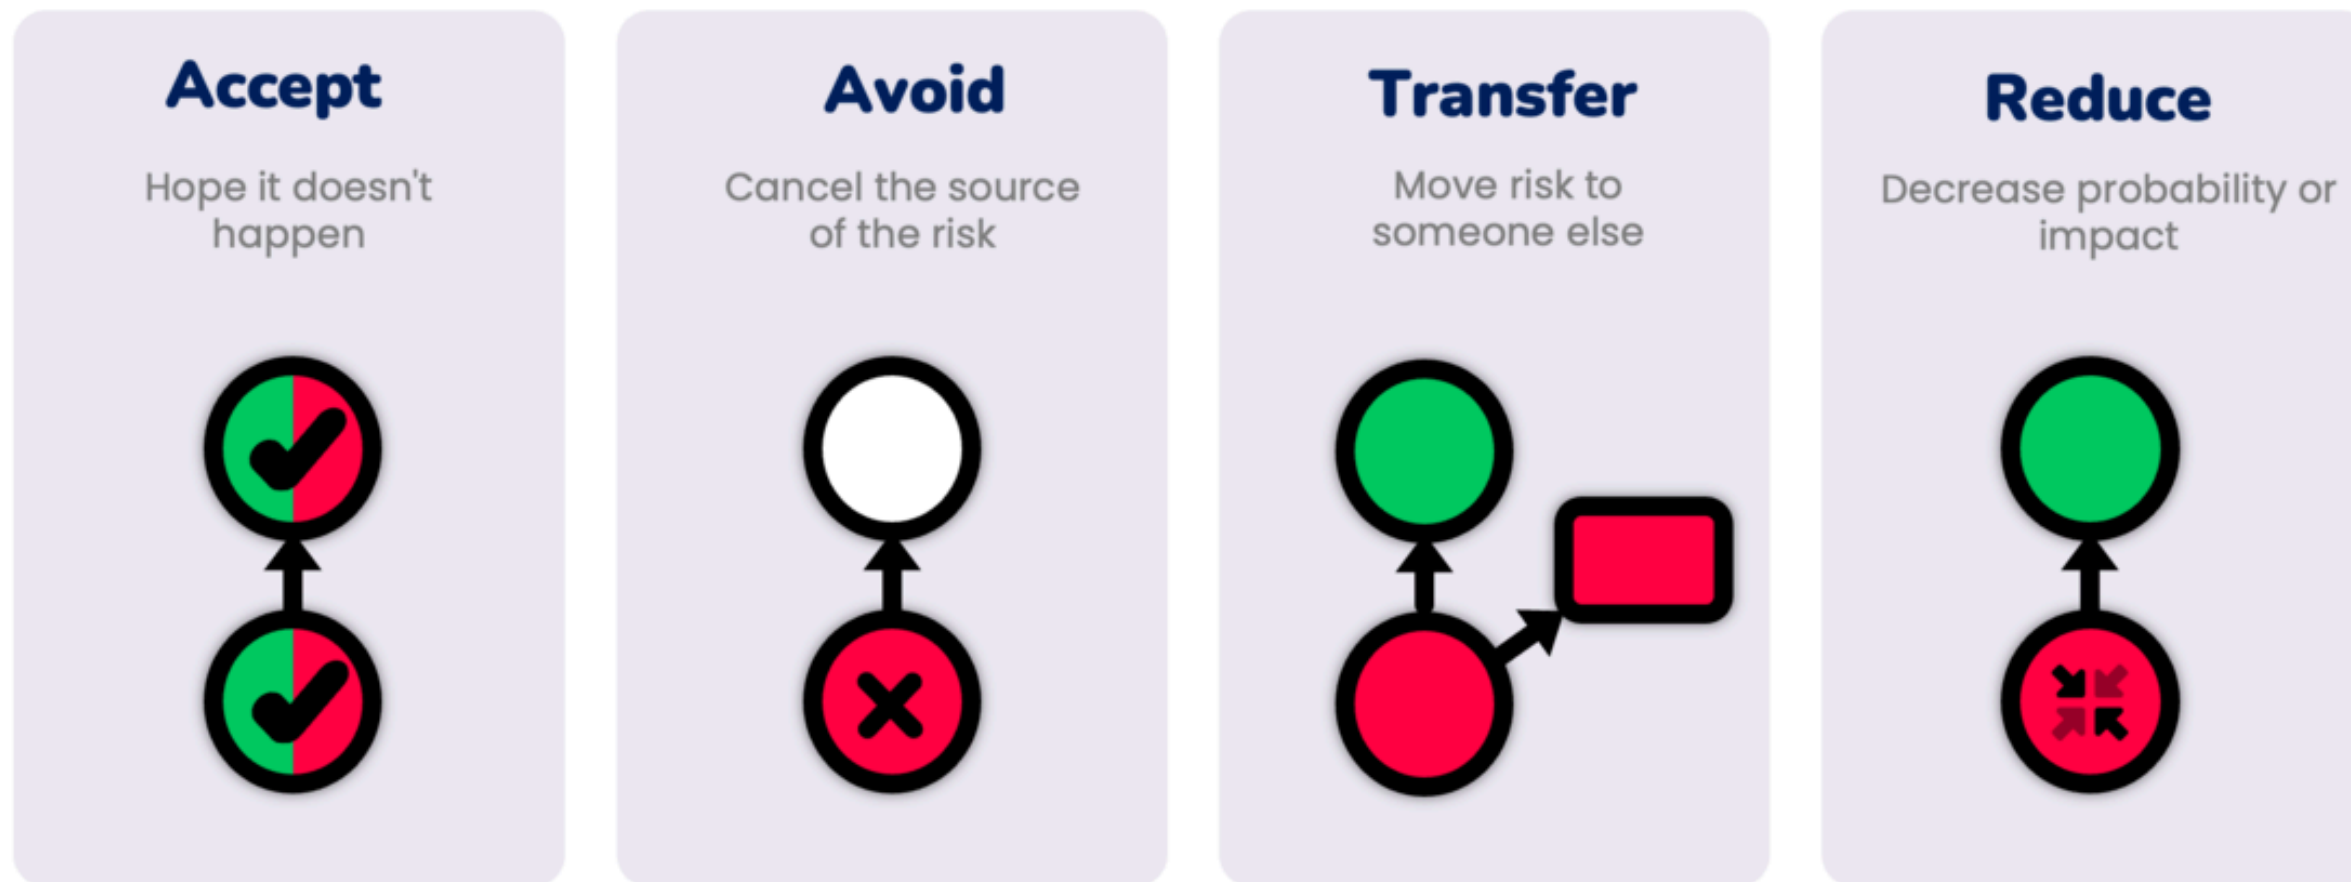 Accept
Hope it doesn't
happen
Avoid
Cancel the source
of the risk
Transfer
Move risk to
someone else
Reduce
Decrease probability or
impact